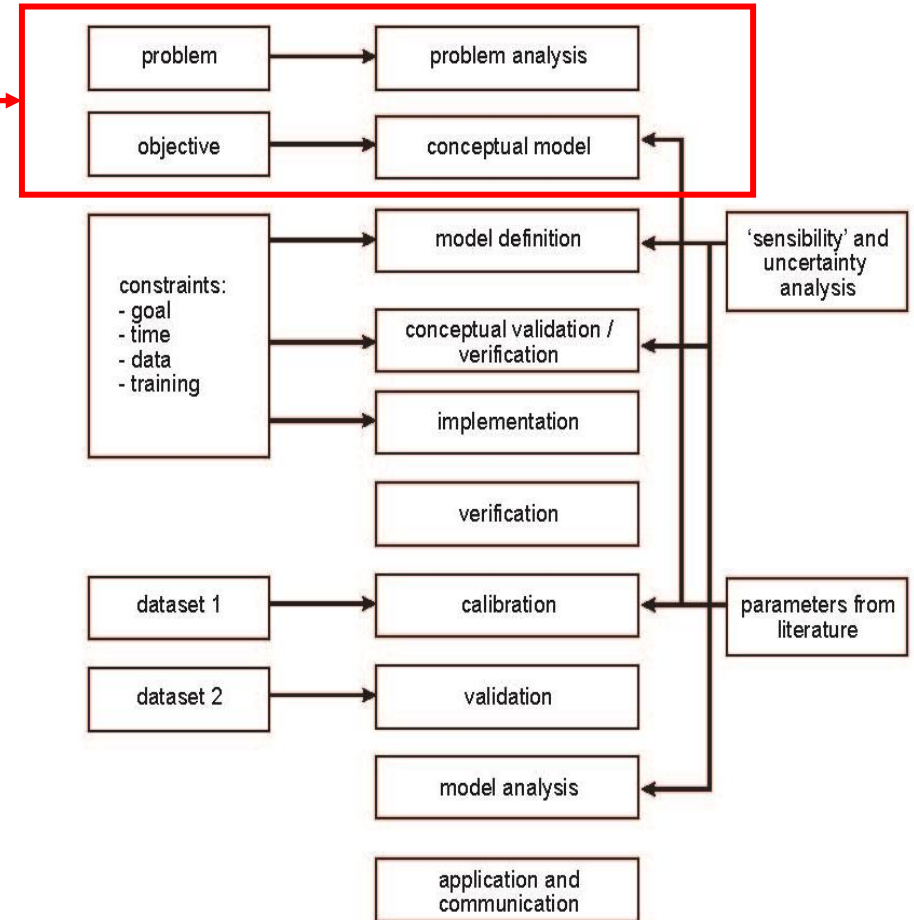 problem
problem analysis
objective
conceptual model
constraints:
- goal
- time
- data
- training
model definition
‘sensibility’ and
uncertainty
analysis
conceptual validation /
verification
implementation
verification
dataset 1
calibration
parameters from
literature
dataset 2
validation
model analysis
application and
communication